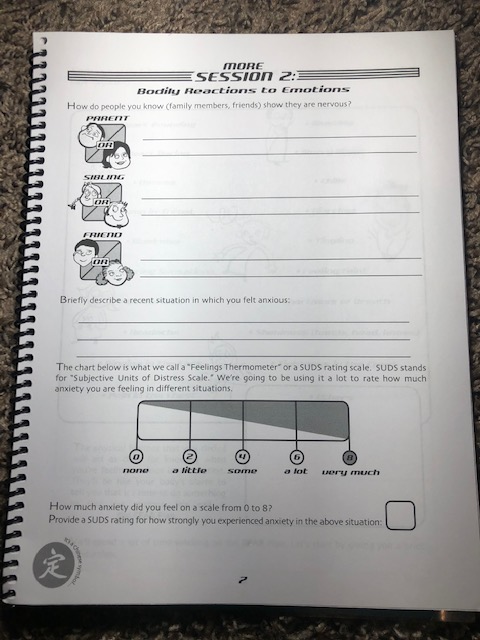 MORE
SESSION 2:
Bodily Reactions to Emotions
How do people you know (family members, friends) show they are nervous?
PARENT
OR
SIBLING
OR
FRIEND
OR
Briefly describe a recent situation in which you felt anxious:
The chart below is what we call a "Feelings Thermometer" or a SUDS rating scale. SUDS stands
for "Subjective Units of Distress Scale." We're going to be using it a lot to rate how much
anxiety you are feeling in different situations.
0 2 4 6 8
none a little some a lot very much
How much anxiety did you feel on a scale from 0 to 8?
Provide a SUDS rating for how strongly you experienced anxiety in the above situation:
定
7